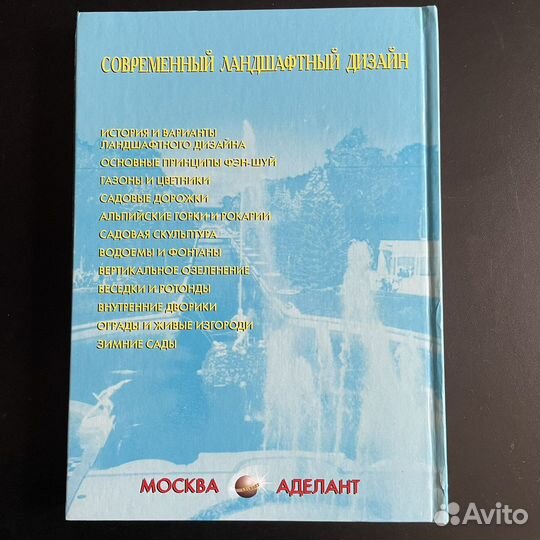 СОВРЕМЕННЫЙ ЛАНДШАФТНЫЙ ДИЗАЙН
ИСТОРИЯ И ВАРИАНТЫ
ЛАНДШАФТНОГО ДИЗАЙНА
ОСНОВНЫЕ ПРИНЦИПЫ ФЭН-ШУЙ
ГАЗОНЫ И ЦВЕТНИКИ
САДОВЫЕ ДОРОЖКИ
АЛЬПИЙСКИЕ ГОРКИ И РОКАРИИ
САДОВАЯ СКУЛЬПТУРА
ВОДОЕМЫ И ФОНТАНЫ
ВЕРТИКАЛЬНОЕ ОЗЕЛЕНЕНИЕ
БЕСЕДКИ И РОТОНДЫ
ВНУТРЕННИЕ ДВОРИКИ
ОГРАДЫ И ЖИВЫЕ ИЗГОРОДИ
ЗИМНИЕ САДЫ
МОСКВА АДЕЛАНТ
Avito